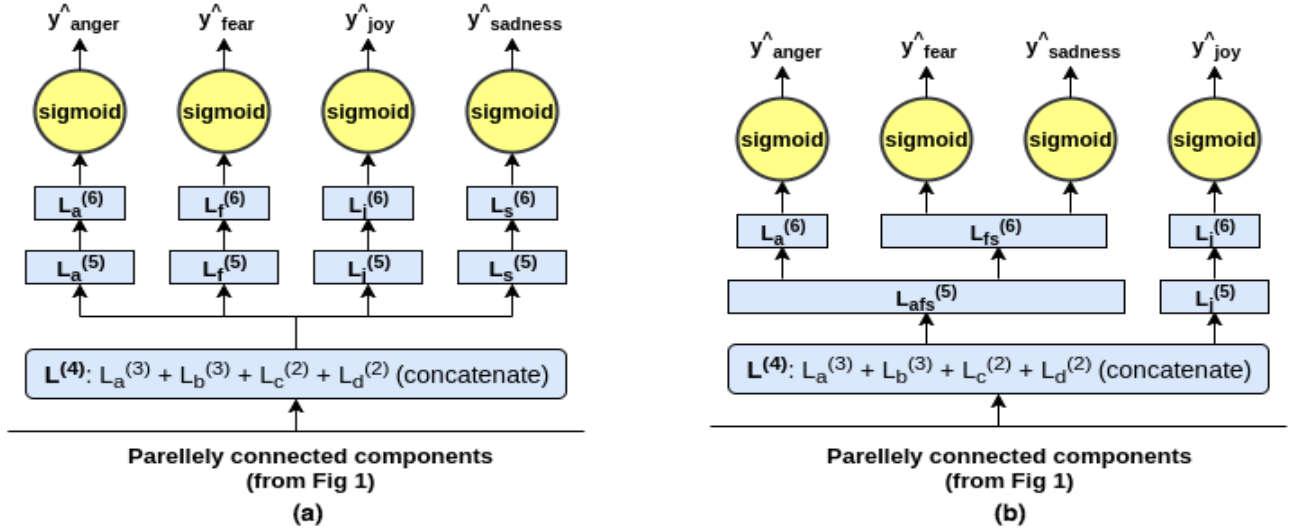 y^anger y^fear y^joy y^sadness
sigmoid sigmoid sigmoid sigmoid
La(6) Lf(6) Lj(6) Ls(6)
La(5) Lf(5) Lj(5) Ls(5)
L(4): La(3) + Lb(3) + Lc(2) + Ld(2) (concatenate)
Parellely connected components
(from Fig 1)
(a)
y^anger y^fear y^sadness y^joy
sigmoid sigmoid sigmoid sigmoid
La(6) Lfs(6) Lj(6)
Lafs(5) Lj(5)
L(4): La(3) + Lb(3) + Lc(2) + Ld(2) (concatenate)
Parellely connected components
(from Fig 1)
(b)